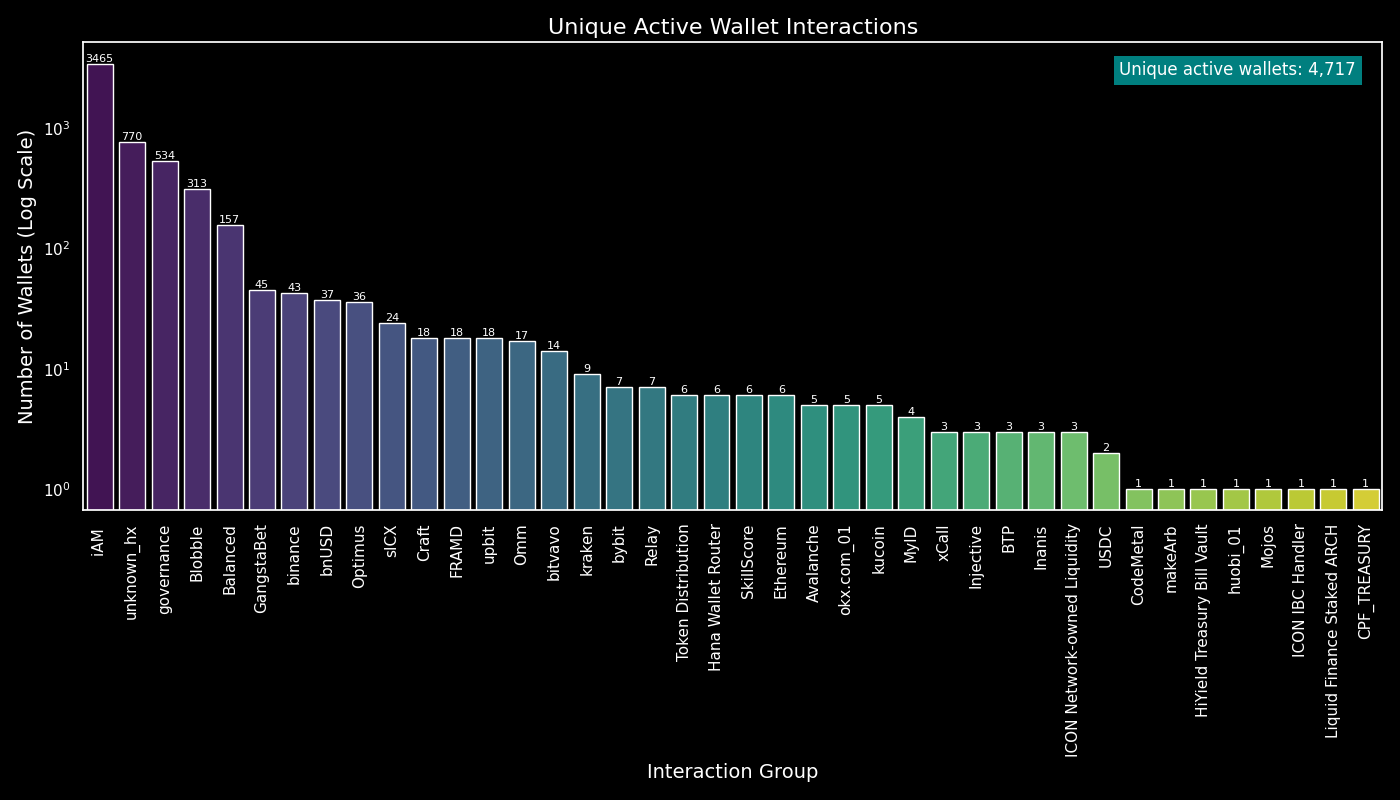 Unique Active Wallet Interactions
Unique active wallets: 4,717
Number of Wallets (Log Scale)
10³
10²
10¹
10⁰
3465
770
534
313
157
45
43
37
36
24
18
18
18
17
14
9
7
7
6
6
6
6
5
5
5
4
3
3
3
3
3
2
1
1
1
1
1
1
1
1
iAM
unknown_hx
governance
Blobble
Balanced
GangstaBet
binance
bnUSD
Optimus
sICX
Craft
FRAMD
upbit
Omm
bitvavo
kraken
bybit
Relay
Token Distribution
Hana Wallet Router
SkillScore
Ethereum
Avalanche
okx.com_01
kucoin
MyID
xCall
Injective
BTP
Inanis
ICON Network-owned Liquidity
USDC
CodeMetal
makeArb
HiYield Treasury Bill Vault
huobi_01
Mojos
ICON IBC Handler
Liquid Finance Staked ARCH
CPF_TREASURY
Interaction Group